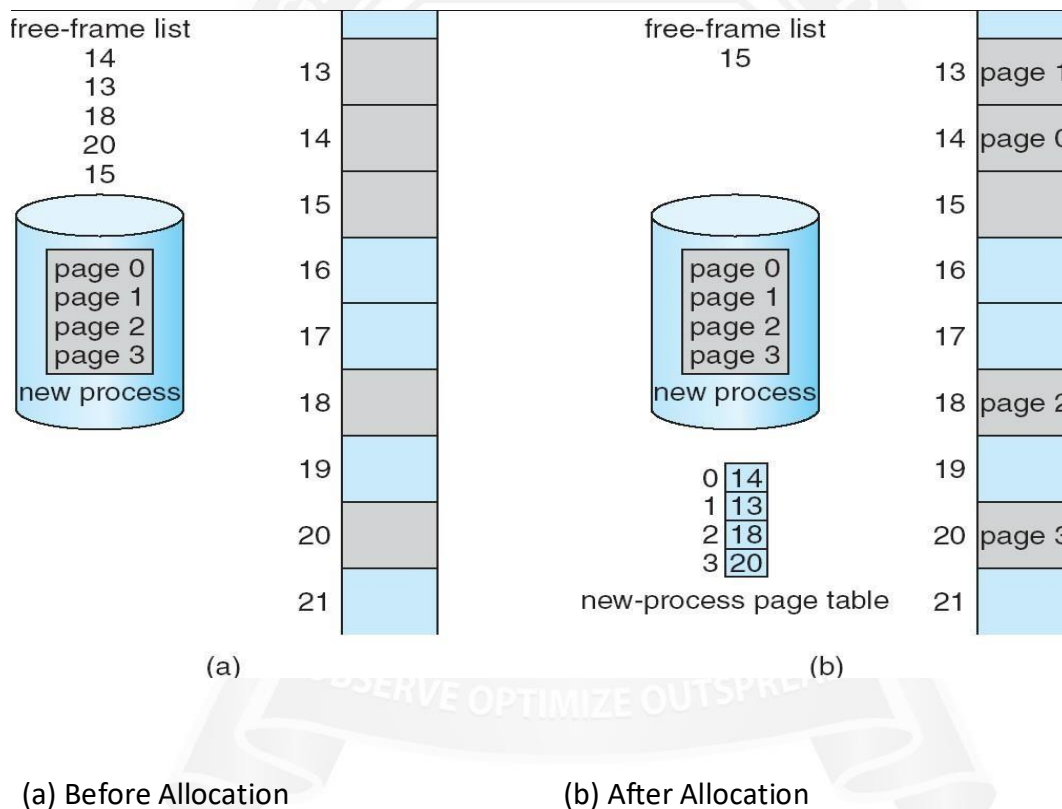 free-frame list
14
13
18
20
15
page 0
page 1
page 2
page 3
new process
13
14
15
16
17
18
19
20
21
(a)
free-frame list
15
page 0
page 1
page 2
page 3
new process
0 14
1 13
2 18
3 20
new-process page table
13 page 1
14 page 0
15
16
17
18 page 2
19
20 page 3
21
(b)
OBSERVE OPTIMIZE OUTSPREAD
(a) Before Allocation
(b) After Allocation